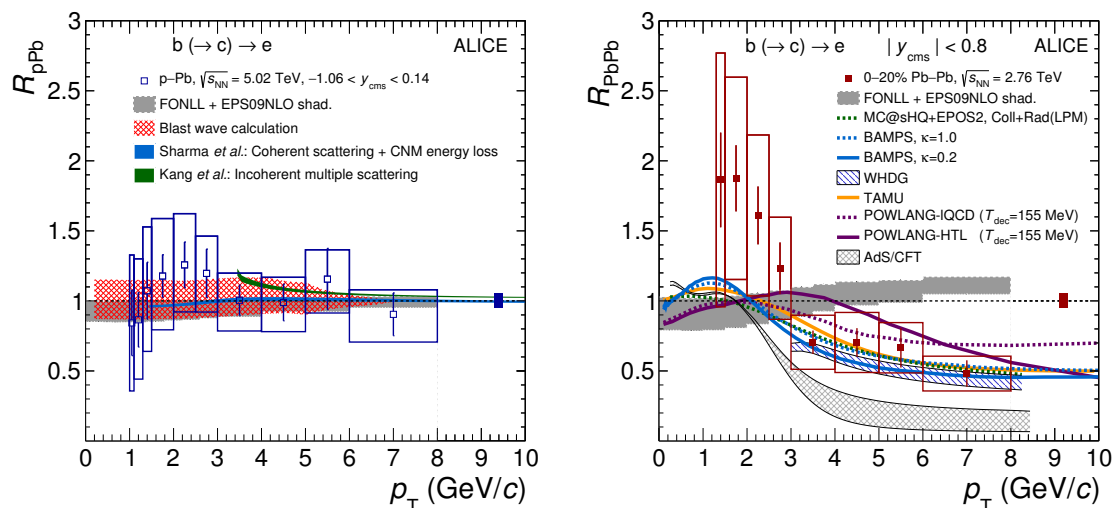 b (→ c) → e ALICE
p–Pb, √sNN = 5.02 TeV, −1.06 < ycms < 0.14
FONLL + EPS09NLO shad.
Blast wave calculation
Sharma et al.: Coherent scattering + CNM energy loss
Kang et al.: Incoherent multiple scattering
RpPb
3
2.5
2
1.5
1
0.5
0 1 2 3 4 5 6 7 8 9 10
pT (GeV/c)
b (→ c) → e | ycms | < 0.8 ALICE
0–20% Pb–Pb, √sNN = 2.76 TeV
FONLL + EPS09NLO shad.
MC@sHQ+EPOS2, Coll+Rad(LPM)
BAMPS, κ=1.0
BAMPS, κ=0.2
WHDG
TAMU
POWLANG-lQCD (Tdec=155 MeV)
POWLANG-HTL (Tdec=155 MeV)
AdS/CFT
RPbPb
3
2.5
2
1.5
1
0.5
0 1 2 3 4 5 6 7 8 9 10
pT (GeV/c)